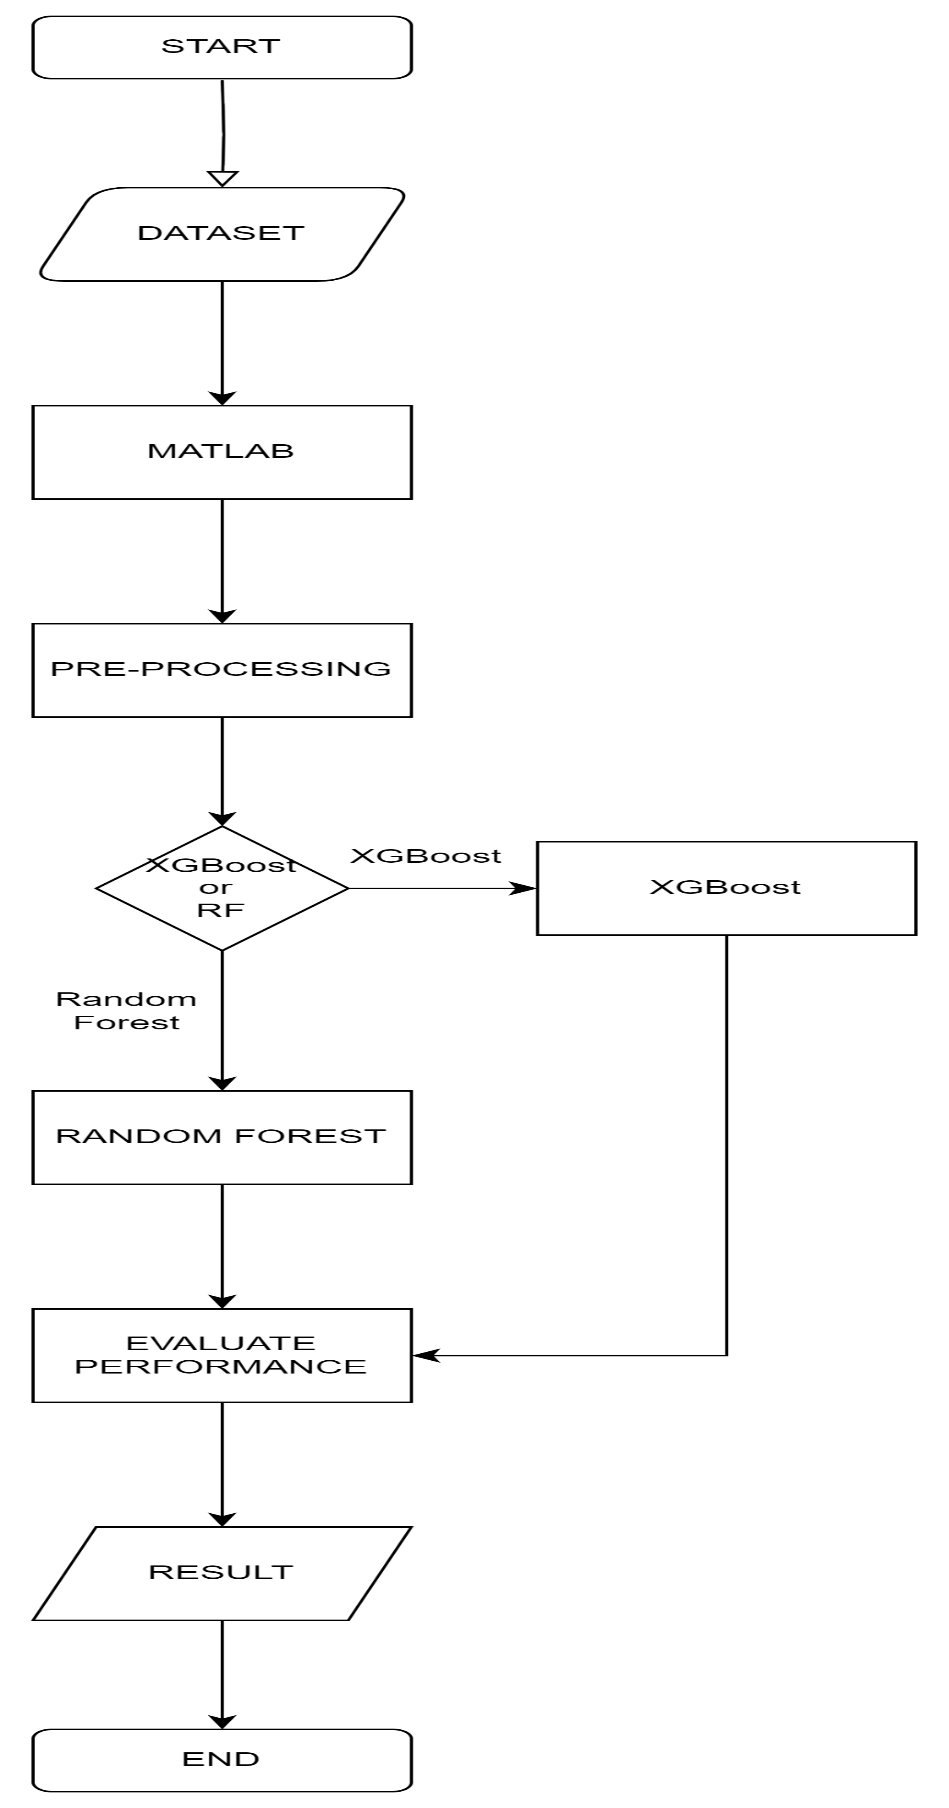 START
DATASET
MATLAB
PRE-PROCESSING
XGBoost
or
RF
XGBoost
XGBoost
Random
Forest
RANDOM FOREST
EVALUATE
PERFORMANCE
RESULT
END